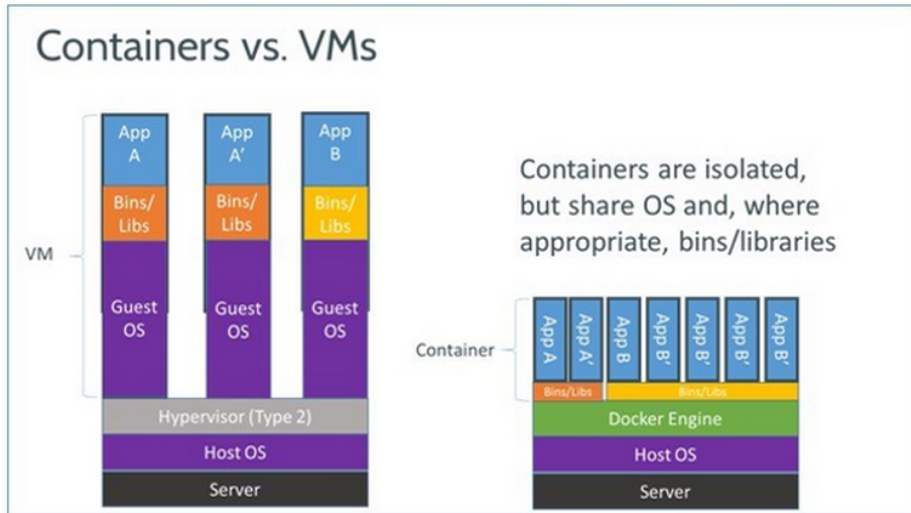 Containers vs. VMs
App
A
App
A’
App
B
Bins/
Libs
Bins/
Libs
Bins/
Libs
VM
Guest
OS
Guest
OS
Guest
OS
Hypervisor (Type 2)
Host OS
Server
Containers are isolated,
but share OS and, where
appropriate, bins/libraries
Container
App A
App A’
App B
App B’
App B’
App B’
App B’
Bins/Libs
Bins/Libs
Docker Engine
Host OS
Server